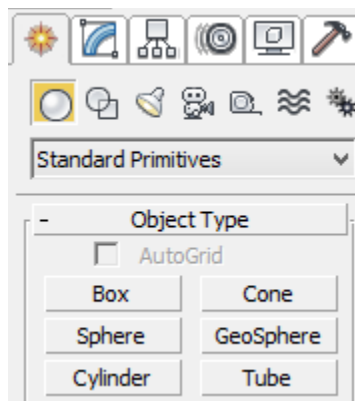 Standard Primitives
- Object Type
AutoGrid
Box Cone
Sphere GeoSphere
Cylinder Tube